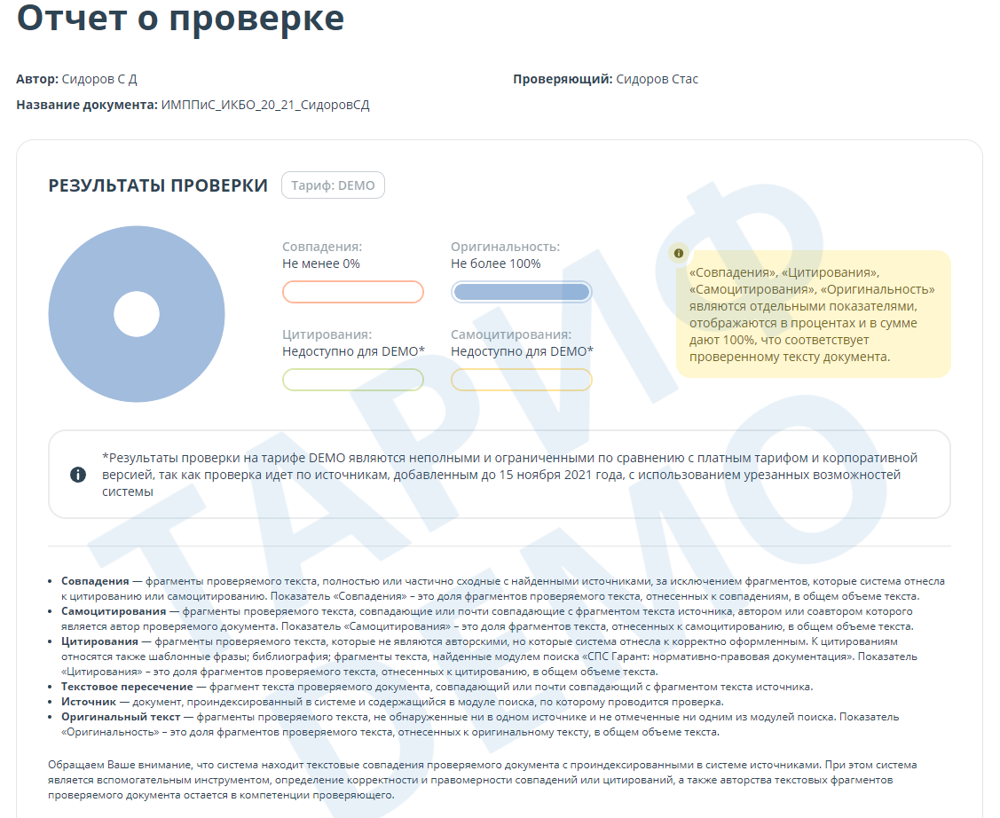 Отчет о проверке
Автор: Сидоров С Д
Проверяющий: Сидоров Стас
Название документа: ИМППиС_ИКБО_20_21_СидоровСД
РЕЗУЛЬТАТЫ ПРОВЕРКИ
Тариф: DEMO
Совпадения:
Не менее 0%
Оригинальность:
Не более 100%
Цитирования:
Недоступно для DEMO*
Самоцитирования:
Недоступно для DEMO*
«Совпадения», «Цитирования»,
«Самоцитирования», «Оригинальность»
являются отдельными показателями,
отображаются в процентах и в сумме
дают 100%, что соответствует
проверенному тексту документа.
*Результаты проверки на тарифе DEMO являются неполными и ограниченными по сравнению с платным тарифом и корпоративной
версией, так как проверка идет по источникам, добавленным до 15 ноября 2021 года, с использованием урезанных возможностей
системы
• Совпадения — фрагменты проверяемого текста, полностью или частично сходные с найденными источниками, за исключением фрагментов, которые система отнесла
к цитированию или самоцитированию. Показатель «Совпадения» – это доля фрагментов проверяемого текста, отнесенных к совпадениям, в общем объеме текста.
• Самоцитирования — фрагменты проверяемого текста, совпадающие или почти совпадающие с фрагментом текста источника, автором или соавтором которого
является автор проверяемого документа. Показатель «Самоцитирования» – это доля фрагментов текста, отнесенных к самоцитированию, в общем объеме текста.
• Цитирования — фрагменты проверяемого текста, которые не являются авторскими, но которые система отнесла к корректно оформленным. К цитированиям
относятся также шаблонные фразы; библиография; фрагменты текста, найденные модулем поиска «СПС Гарант: нормативно-правовая документация». Показатель
«Цитирования» – это доля фрагментов проверяемого текста, отнесенных к цитированию, в общем объеме текста.
• Текстовое пересечение — фрагмент текста проверяемого документа, совпадающий или почти совпадающий с фрагментом текста источника.
• Источник — документ, проиндексированный в системе и содержащийся в модуле поиска, по которому проводится проверка.
• Оригинальный текст — фрагменты проверяемого текста, не обнаруженные ни в одном источнике и не отмеченные ни одним из модулей поиска. Показатель
«Оригинальность» – это доля фрагментов проверяемого текста, отнесенных к оригинальному тексту, в общем объеме текста.
Обращаем Ваше внимание, что система находит текстовые совпадения проверяемого документа с проиндексированными в системе источниками. При этом система
является вспомогательным инструментом, определение корректности и правомерности совпадений или цитирований, а также авторства текстовых фрагментов
проверяемого документа остается в компетенции проверяющего.
ТАРИФ
DEMO